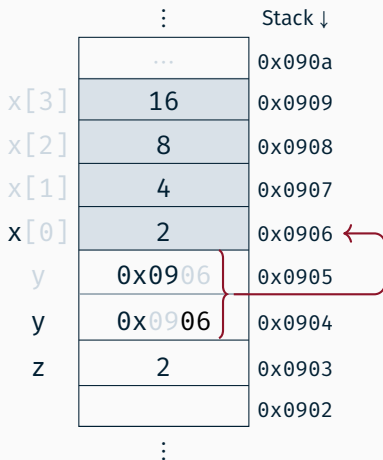 ⋮ Stack ↓
... 0x090a
x[3] 16 0x0909
x[2] 8 0x0908
x[1] 4 0x0907
x[0] 2 0x0906
y 0x0906 0x0905
y 0x0906 0x0904
z 2 0x0903
0x0902
⋮